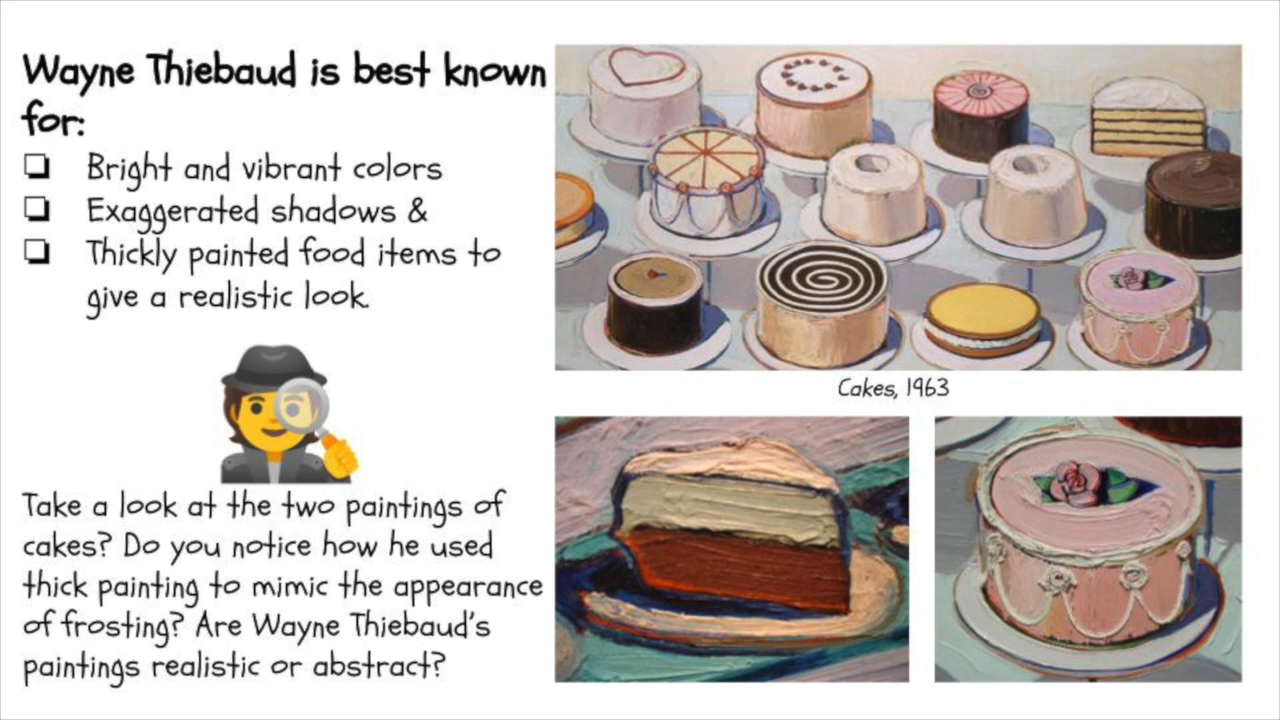 Wayne Thiebaud is best known
for:
❏ Bright and vibrant colors
❏ Exaggerated shadows &
❏ Thickly painted food items to
give a realistic look.
Cakes, 1963
Take a look at the two paintings of
cakes? Do you notice how he used
thick painting to mimic the appearance
of frosting? Are Wayne Thiebaud's
paintings realistic or abstract?